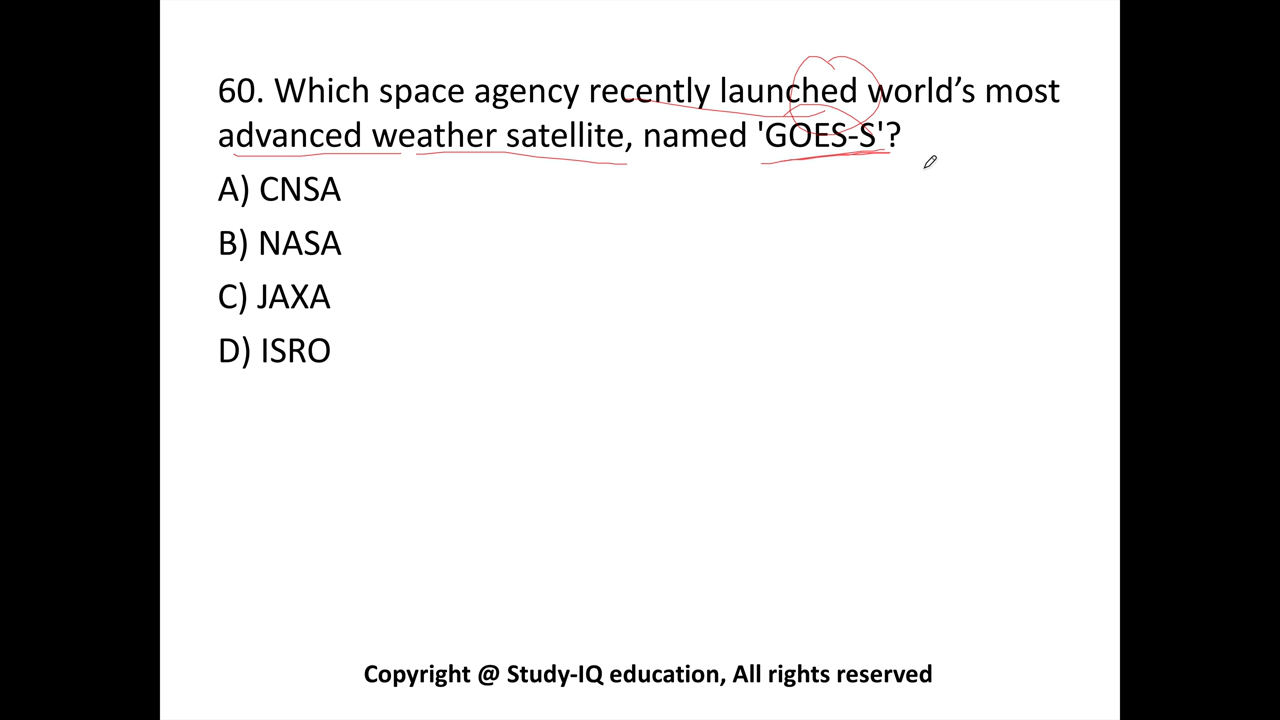 60. Which space agency recently launched world’s most
advanced weather satellite, named 'GOES-S'?
A) CNSA
B) NASA
C) JAXA
D) ISRO
Copyright @ Study-IQ education, All rights reserved